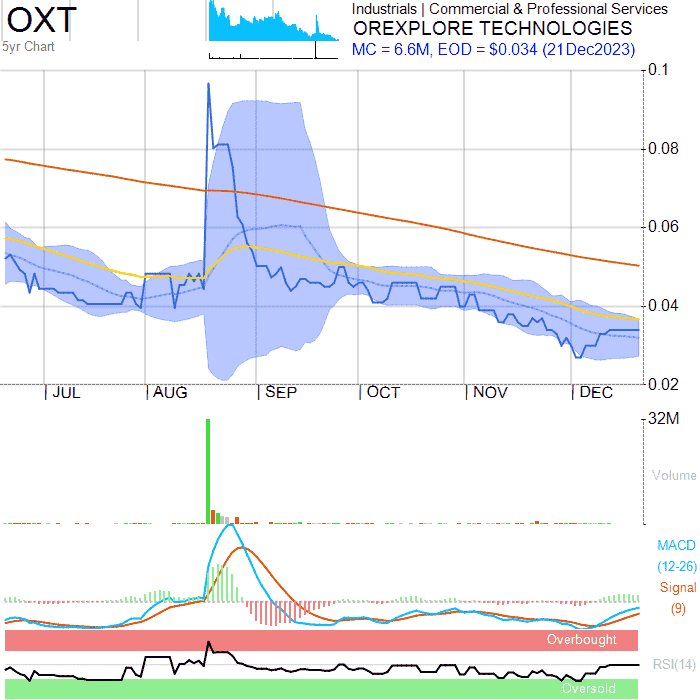 OXT
5yr Chart
Industrials | Commercial & Professional Services
OREXPLORE TECHNOLOGIES
MC = 6.6M, EOD = $0.034 (21Dec2023)
0.1
0.08
0.06
0.04
0.02
JUL
AUG
SEP
OCT
NOV
DEC
32M
Volume
MACD
(12-26)
Signal
(9)
Overbought
RSI(14)
Oversold